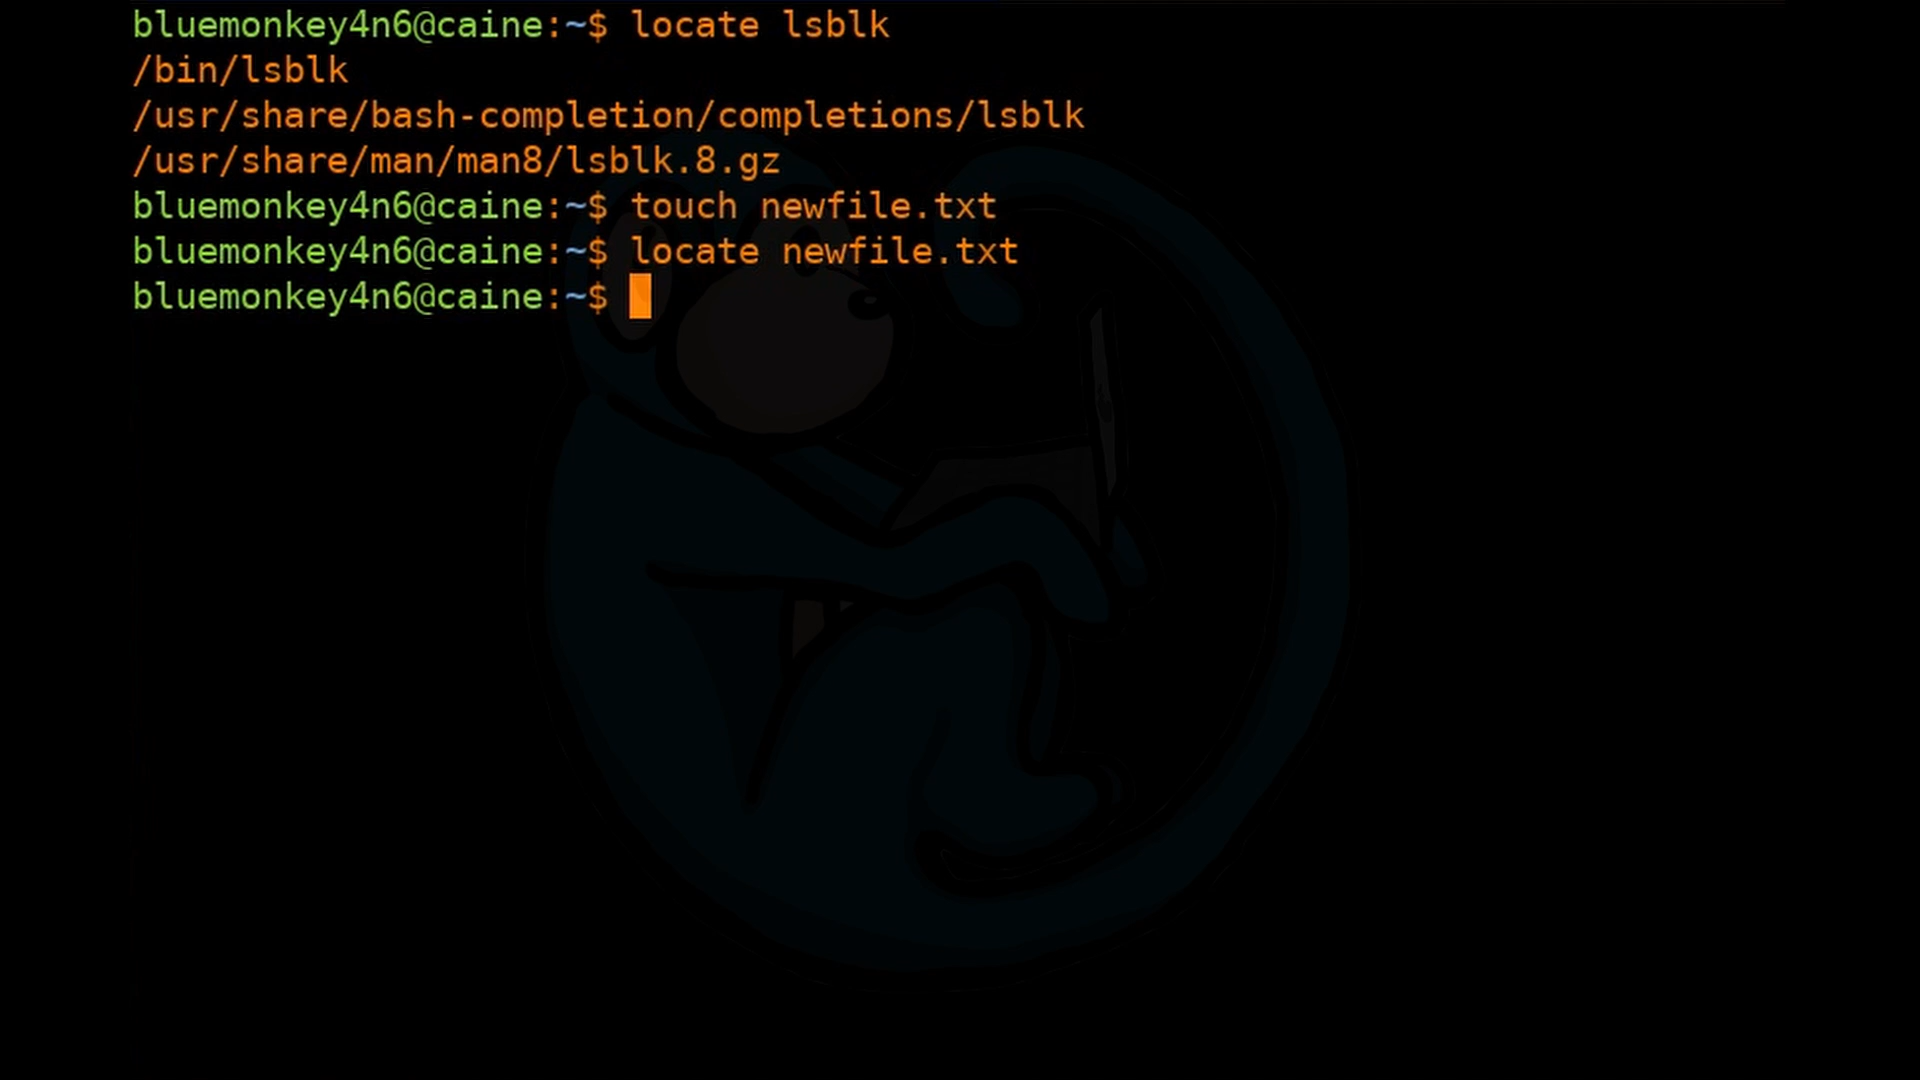 bluemonkey4n6@caine:~$ locate lsblk
/bin/lsblk
/usr/share/bash-completion/completions/lsblk
/usr/share/man/man8/lsblk.8.gz
bluemonkey4n6@caine:~$ touch newfile.txt
bluemonkey4n6@caine:~$ locate newfile.txt
bluemonkey4n6@caine:~$